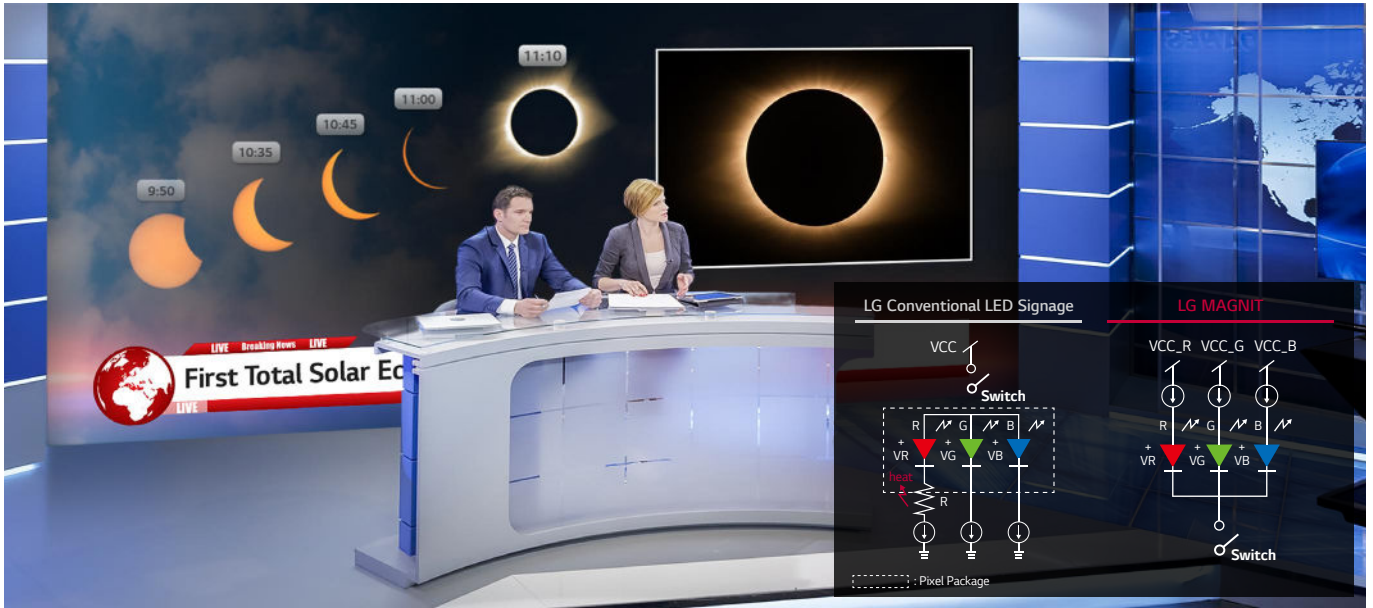 11:10
11:00
10:45
10:35
9:50
LIVE Breaking News LIVE
First Total Solar Ec
LIVE
LG Conventional LED Signage
VCC
Switch
R G B
+ + +
VR VG VB
heat
R
: Pixel Package
LG MAGNIT
VCC_R VCC_G VCC_B
R G B
+ + +
VR VG VB
Switch